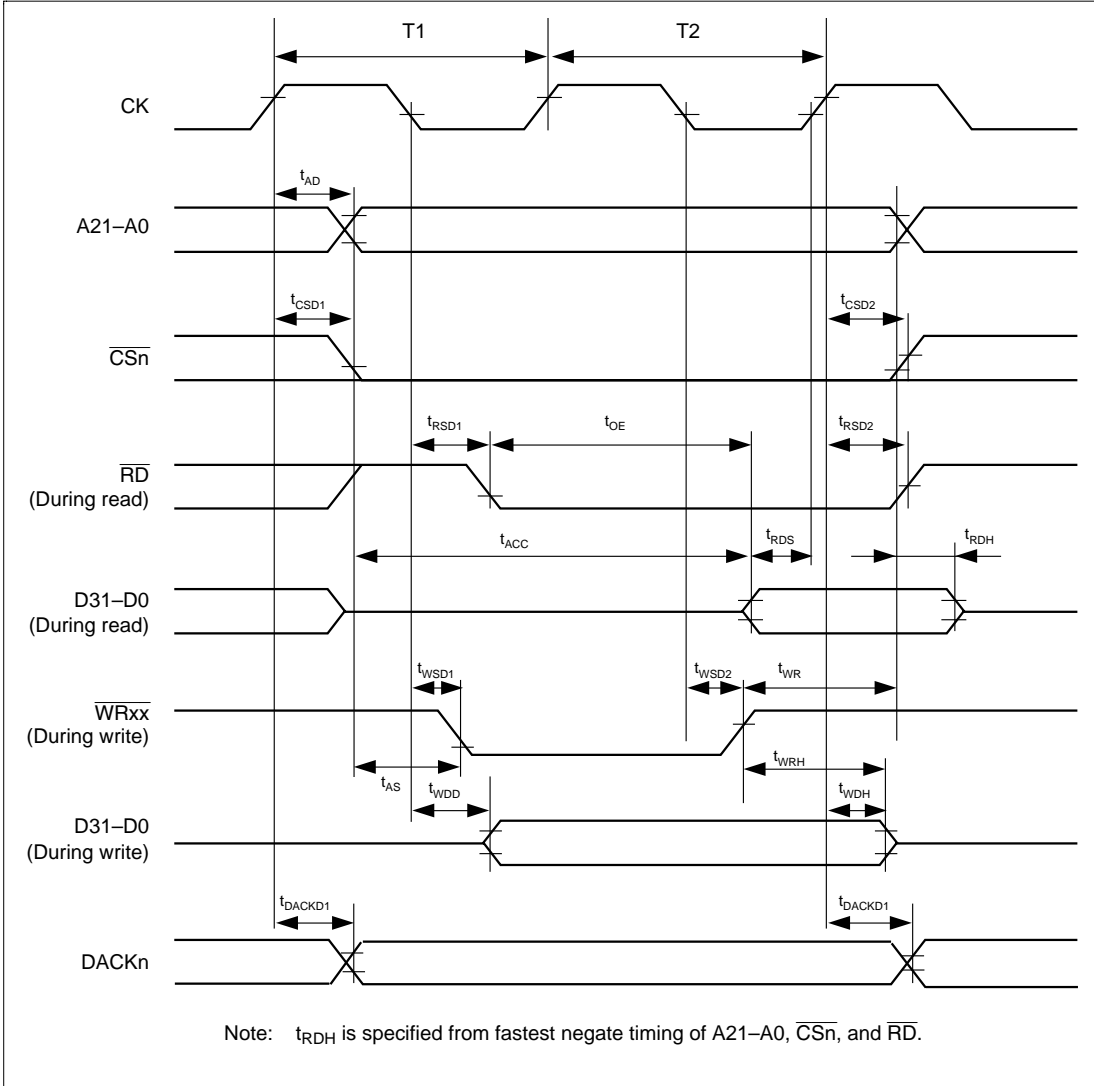 T1 T2
CK
tAD
A21–A0
tCSD1 tCSD2
CSn
tRSD1 tOE tRSD2
RD
(During read)
tACC tRDS tRDH
D31–D0
(During read)
tWSD1 tWSD2 tWR
WRxx
(During write)
tWRH
tAS tWDD tWDH
D31–D0
(During write)
tDACKD1 tDACKD1
DACKn
Note: tRDH is specified from fastest negate timing of A21–A0, CSn, and RD.